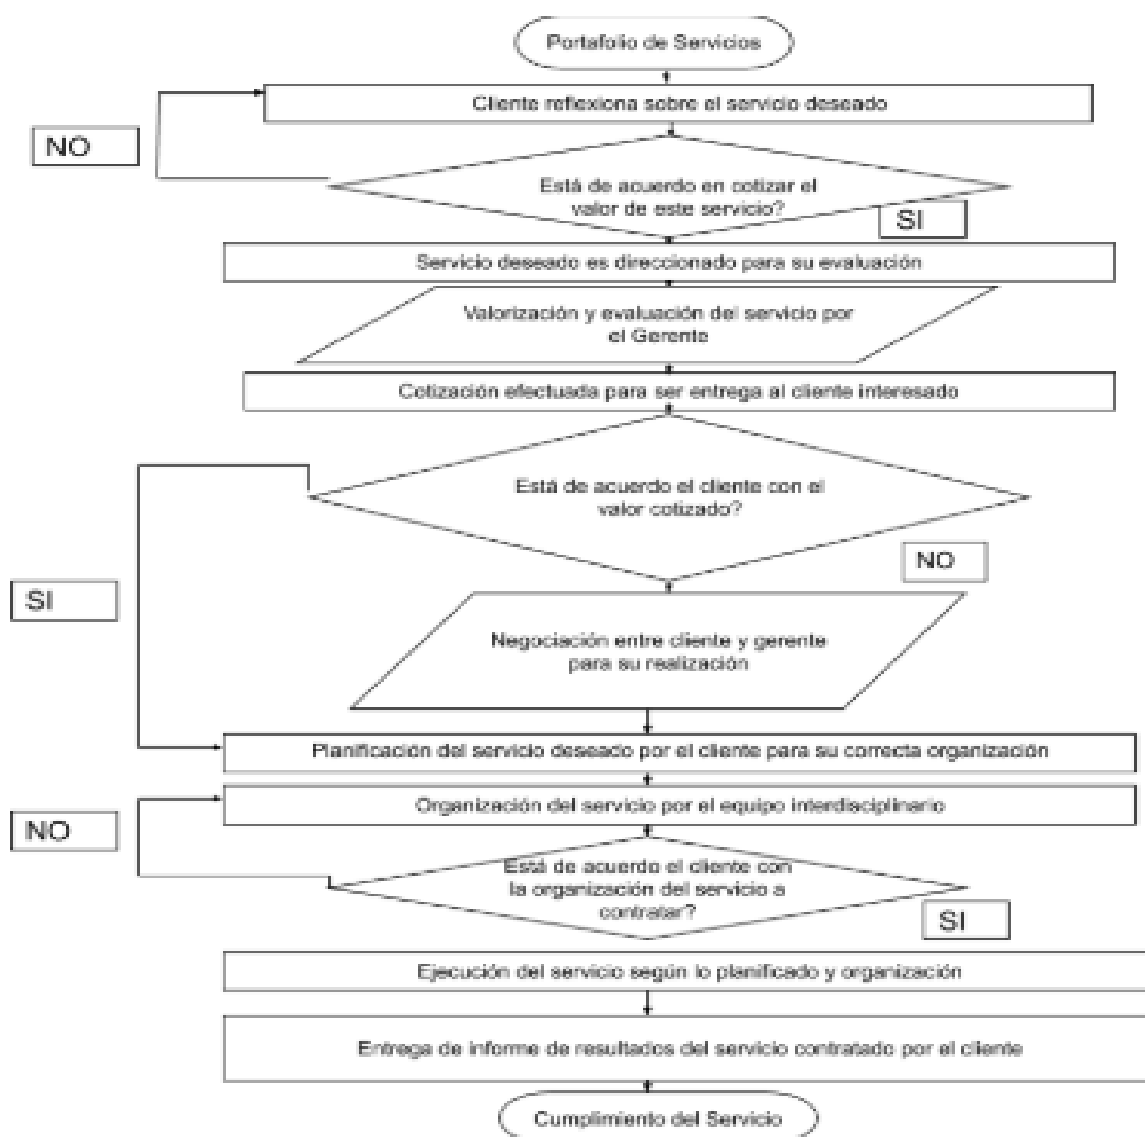 Portafolio de Servicios
Cliente reflexiona sobre el servicio deseado
NO
Está de acuerdo en cotizar el
valor de este servicio?
SI
Servicio deseado es direccionado para su evaluación
Valorización y evaluación del servicio por
el Gerente
Cotización efectuada para ser entrega al cliente interesado
Está de acuerdo el cliente con el
valor cotizado?
NO
SI
Negociación entre cliente y gerente
para su realización
Planificación del servicio deseado por el cliente para su correcta organización
Organización del servicio por el equipo interdisciplinario
NO
Está de acuerdo el cliente con
la organización del servicio a
contratar?
SI
Ejecución del servicio según lo planificado y organización
Entrega de informe de resultados del servicio contratado por el cliente
Cumplimiento del Servicio